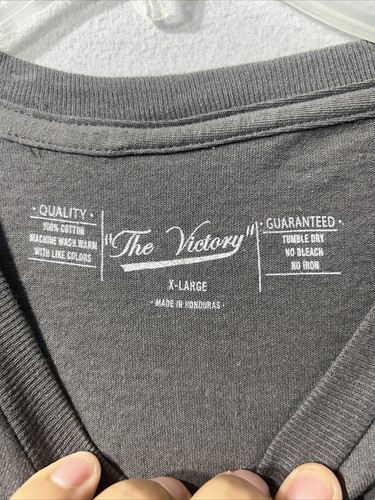 · QUALITY ·
100% COTTON
MACHINE WASH WARM
WITH LIKE COLORS
"The Victory"
X-LARGE
· MADE IN HONDURAS ·
· GUARANTEED ·
TUMBLE DRY
NO BLEACH
NO IRON